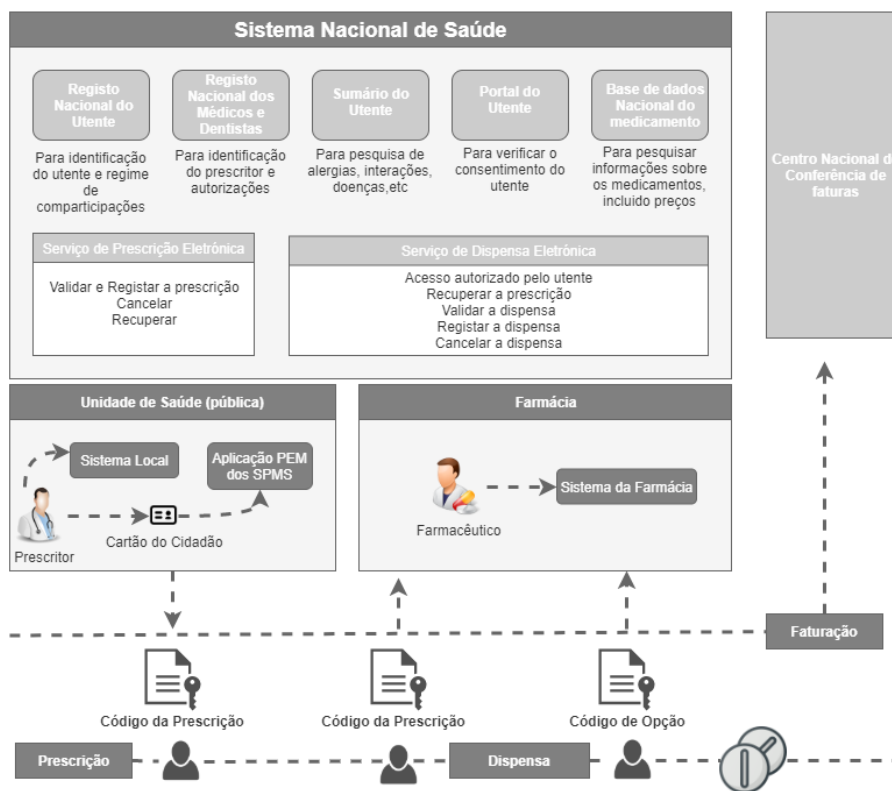 Sistema Nacional de Saúde
Registo
Nacional do
Utente
Registo
Nacional dos
Médicos e
Dentistas
Sumário do
Utente
Portal do
Utente
Base de dados
Nacional do
medicamento
Para identificação
do utente e regime
de
comparticipações
Para identificação
do prescritor e
autorizações
Para pesquisa de
alergias, interações,
doenças,etc
Para verificar o
consentimento do
utente
Para pesquisar
informações sobre
os medicamentos,
incluido preços
Centro Nacional d
Conferência de
faturas
Serviço de Prescrição Eletrónica
Validar e Registar a prescrição
Cancelar
Recuperar
Serviço de Dispensa Eletrónica
Acesso autorizado pelo utente
Recuperar a prescrição
Validar a dispensa
Registar a dispensa
Cancelar a dispensa
Unidade de Saúde (pública)
Sistema Local
Aplicação PEM
dos SPMS
Prescritor
Cartão do Cidadão
Farmácia
Farmacêutico
Sistema da Farmácia
Faturação
Código da Prescrição
Código da Prescrição
Código de Opção
Prescrição
Dispensa